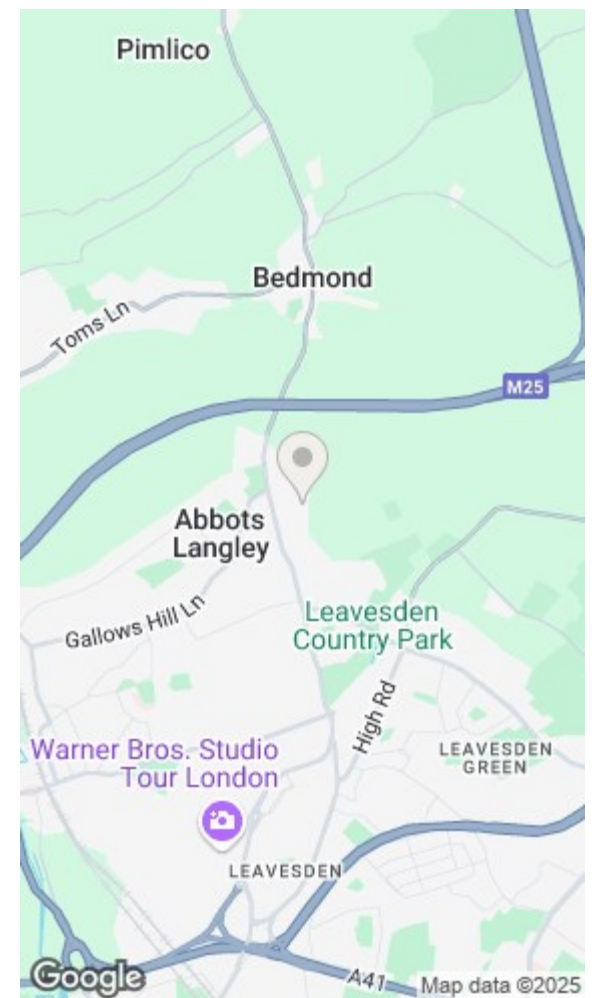 Pimlico
Bedmond
Toms Ln
M25
Abbots
Langley
Gallows Hill Ln
Leavesden
Country Park
High Rd
Warner Bros. Studio
Tour London
LEAVESDEN
GREEN
LEAVESDEN
A41
Google
Map data ©2025